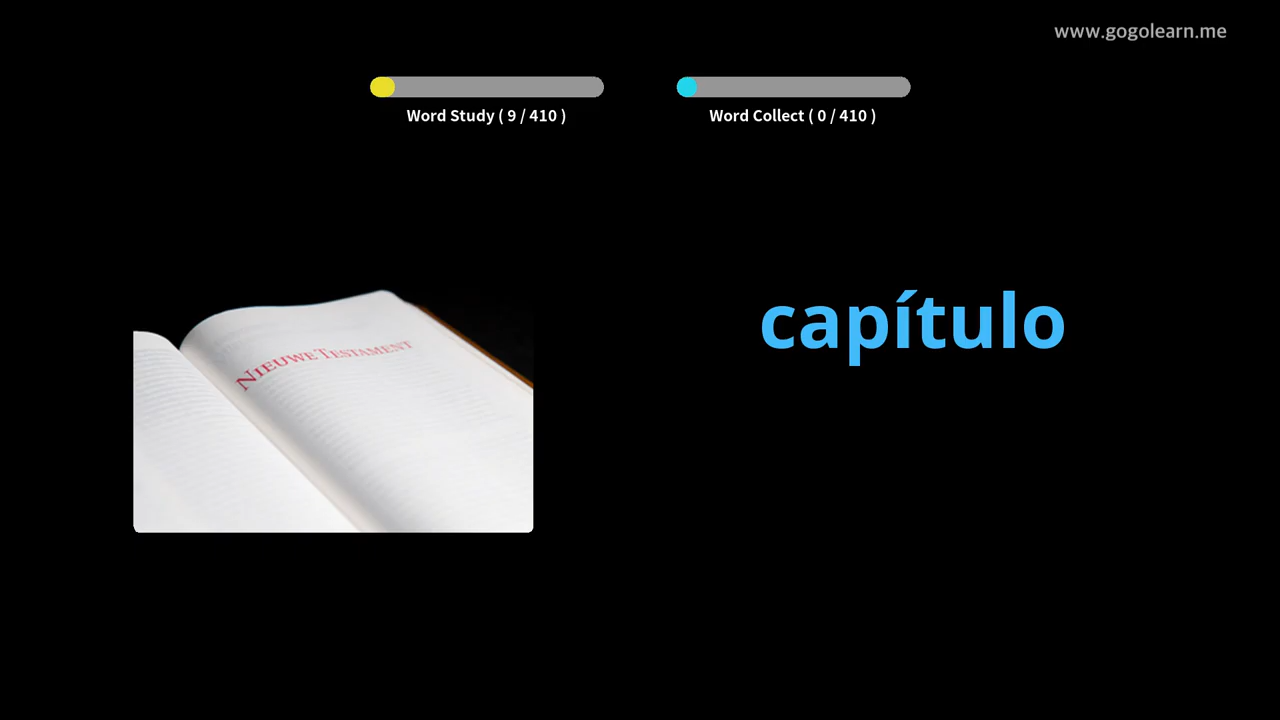 www.gogolearn.me
Word Study ( 9 / 410 )
Word Collect ( 0 / 410 )
NIEUWE TESTAMENT
capítulo